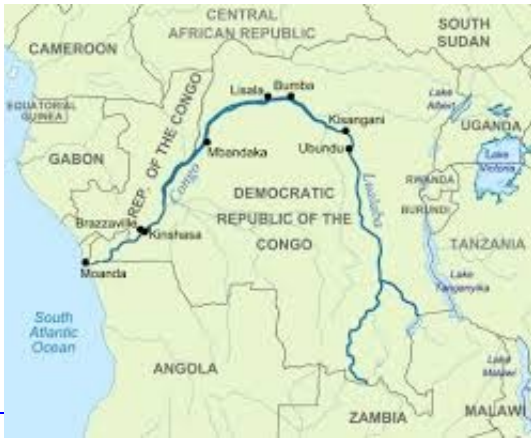 CENTRAL
AFRICAN REPUBLIC
SOUTH
SUDAN
CAMEROON
EQUATORIAL
GUINEA
GABON
REP. OF THE CONGO
Congo
Lisala
Bumba
Kisangani
Ubundu
Mbandaka
Lualaba
Lake
Albert
UGANDA
Lake
Victoria
RWANDA
BURUNDI
DEMOCRATIC
REPUBLIC OF THE
CONGO
Brazzaville
Kinshasa
Moanda
TANZANIA
Lake
Tanganyika
South
Atlantic
Ocean
ANGOLA
ZAMBIA
Lake
Malawi
MALAWI